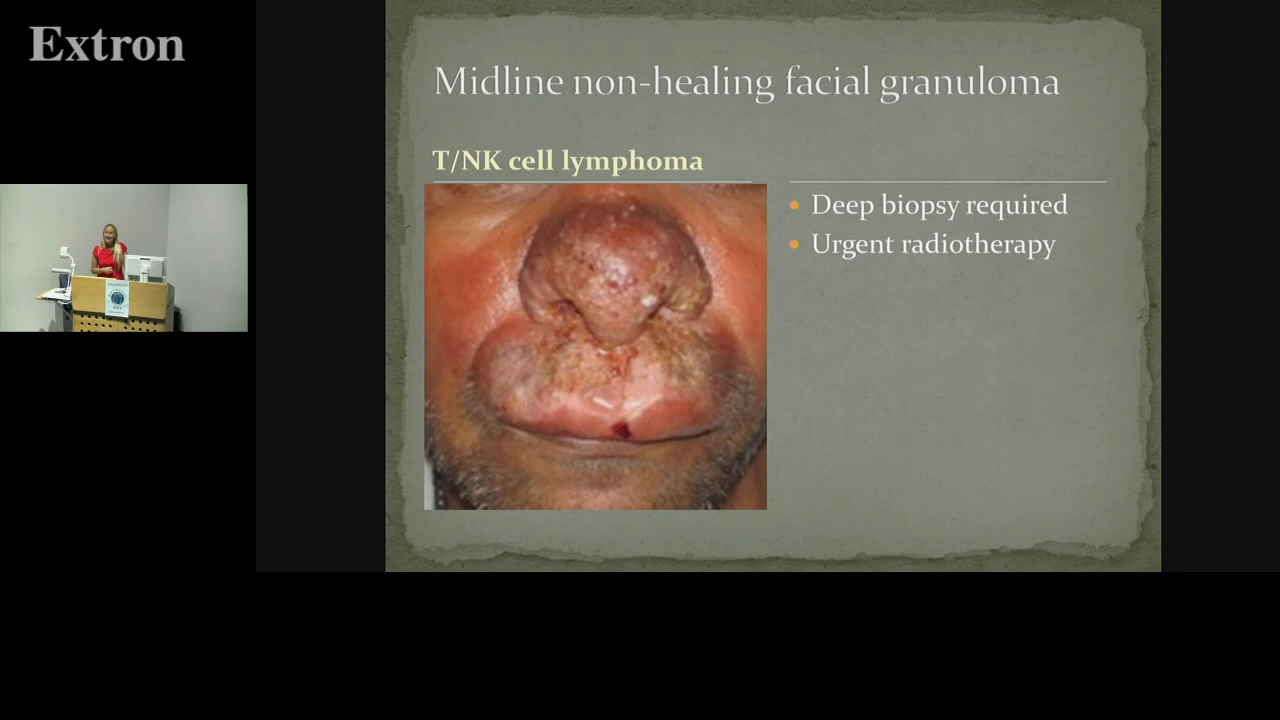 Extron
Midline non-healing facial granuloma
T/NK cell lymphoma
Deep biopsy required
Urgent radiotherapy